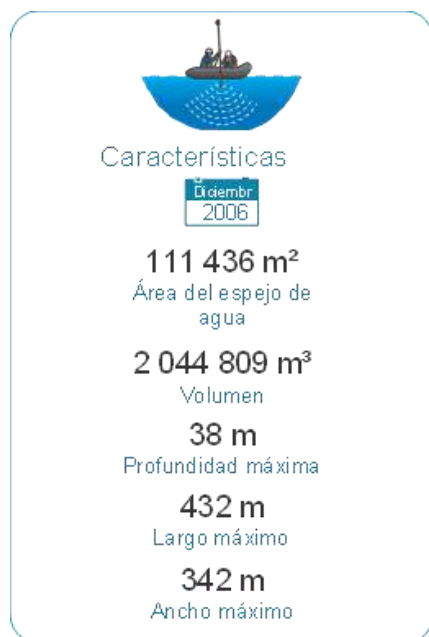 Características
Diciembr
2006
111 436 m²
Área del espejo de
agua
2 044 809 m³
Volumen
38 m
Profundidad máxima
432 m
Largo máximo
342 m
Ancho máximo